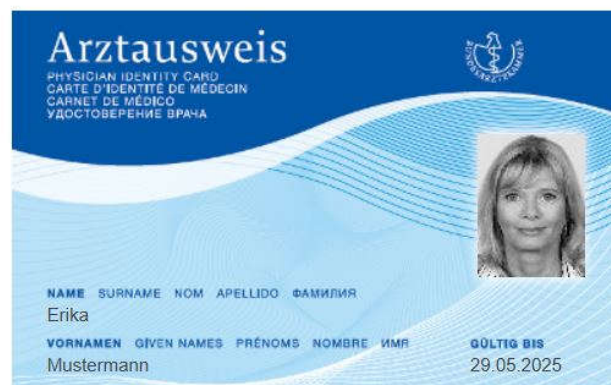 Arztausweis
PHYSICIAN IDENTITY CARD
CARTE D'IDENTITÉ DE MÉDECIN
CARNET DE MÉDICO
УДОСТОВЕРЕНИЕ ВРАЧА
BUNDESÄRZTEKAMMER
NAME SURNAME NOM APELLIDO ФАМИЛИЯ
Erika
VORNAMEN GIVEN NAMES PRÉNOMS NOMBRE ИМЯ
Mustermann
GÜLTIG BIS
29.05.2025